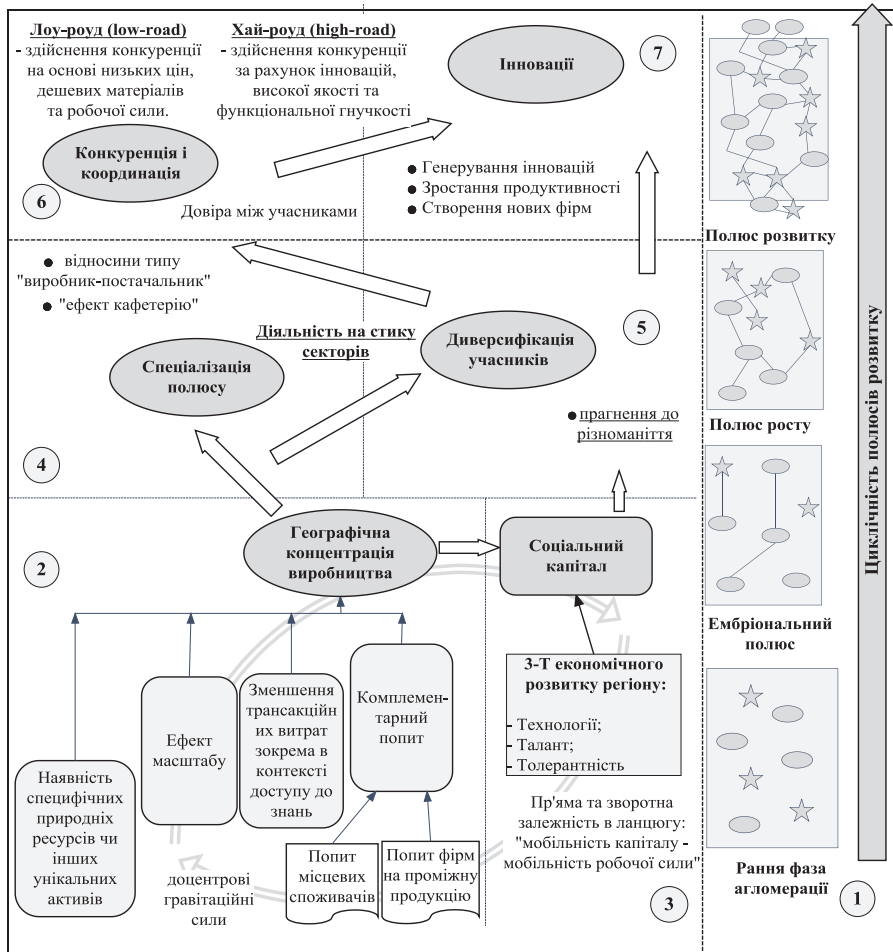 Лоу-роуд (low-road)
- здійснення конкуренції
на основі низьких цін,
дешевих матеріалів
та робочої сили.
Хай-роуд (high-road)
- здійснення конкуренції
за рахунок інновацій,
високої якості та
функціональної гнучкості
Інновації
7
Конкуренція і
координація
6
Довіра між учасниками
● Генерування інновацій
● Зростання продуктивності
● Створення нових фірм
● відносини типу
"виробник-постачальник"
● "ефект кафетерію"
Діяльність на стику
секторів
Диверсифікація
учасників
5
Спеціалізація
полюсу
● прагнення до
різноманіття
4
Географічна
концентрація
виробництва
Соціальний
капітал
2
3-Т економічного
розвитку регіону:
- Технології;
- Талант;
- Толерантність
Наявність
специфічних
природніх
ресурсів чи
інших
унікальних
активів
Ефект
масштабу
Зменшення
трансакційн
их витрат
зокрема в
контексті
доступу до
знань
Комплемен-
тарний
попит
Попит
місцевих
споживачів
Попит фірм
на проміжну
продукцію
доцентрові
гравітаційні
сили
Пр'яма та зворотна
залежність в ланцюгу:
"мобільність капіталу -
мобільність робочої сили"
3
Полюс розвитку
Полюс росту
Ембріональний
полюс
Рання фаза
агломерації
1
Циклічність полюсів розвитку